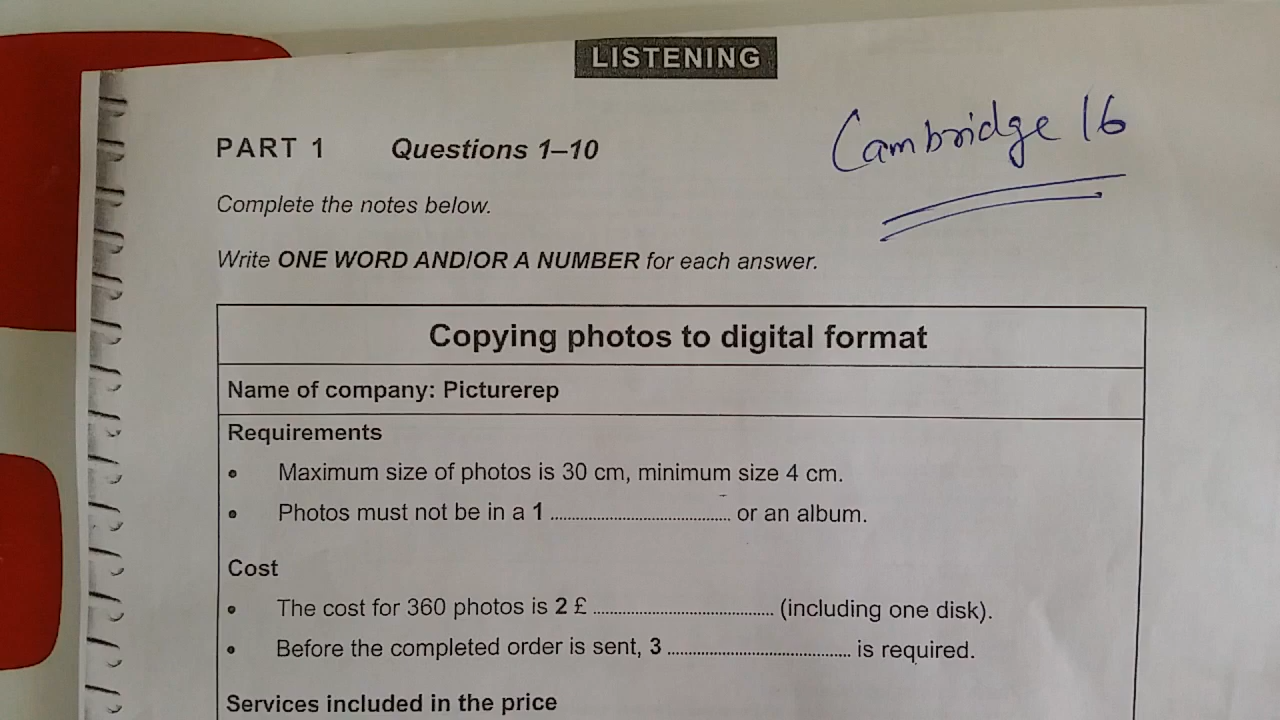 LISTENING
Cambridge 16
PART 1 Questions 1–10
Complete the notes below.
Write ONE WORD AND/OR A NUMBER for each answer.
Copying photos to digital format
Name of company: Picturerep
Requirements
• Maximum size of photos is 30 cm, minimum size 4 cm.
• Photos must not be in a 1 .................................... or an album.
Cost
• The cost for 360 photos is 2 £ .................................... (including one disk).
• Before the completed order is sent, 3 .................................... is required.
Services included in the price